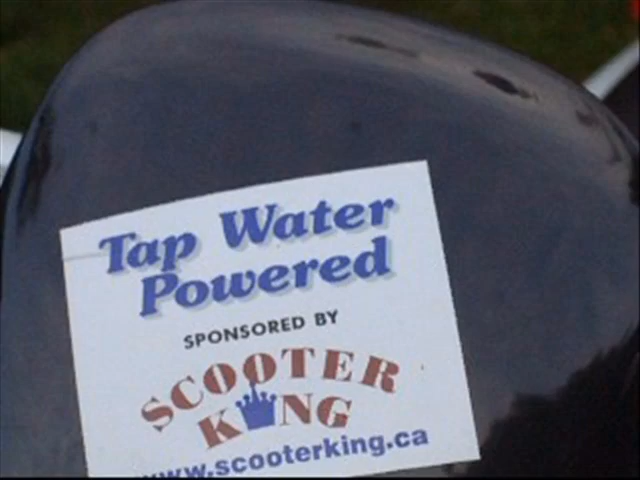 Tap Water
Powered
SPONSORED BY
SCOOTER
KING
www.scooterking.ca